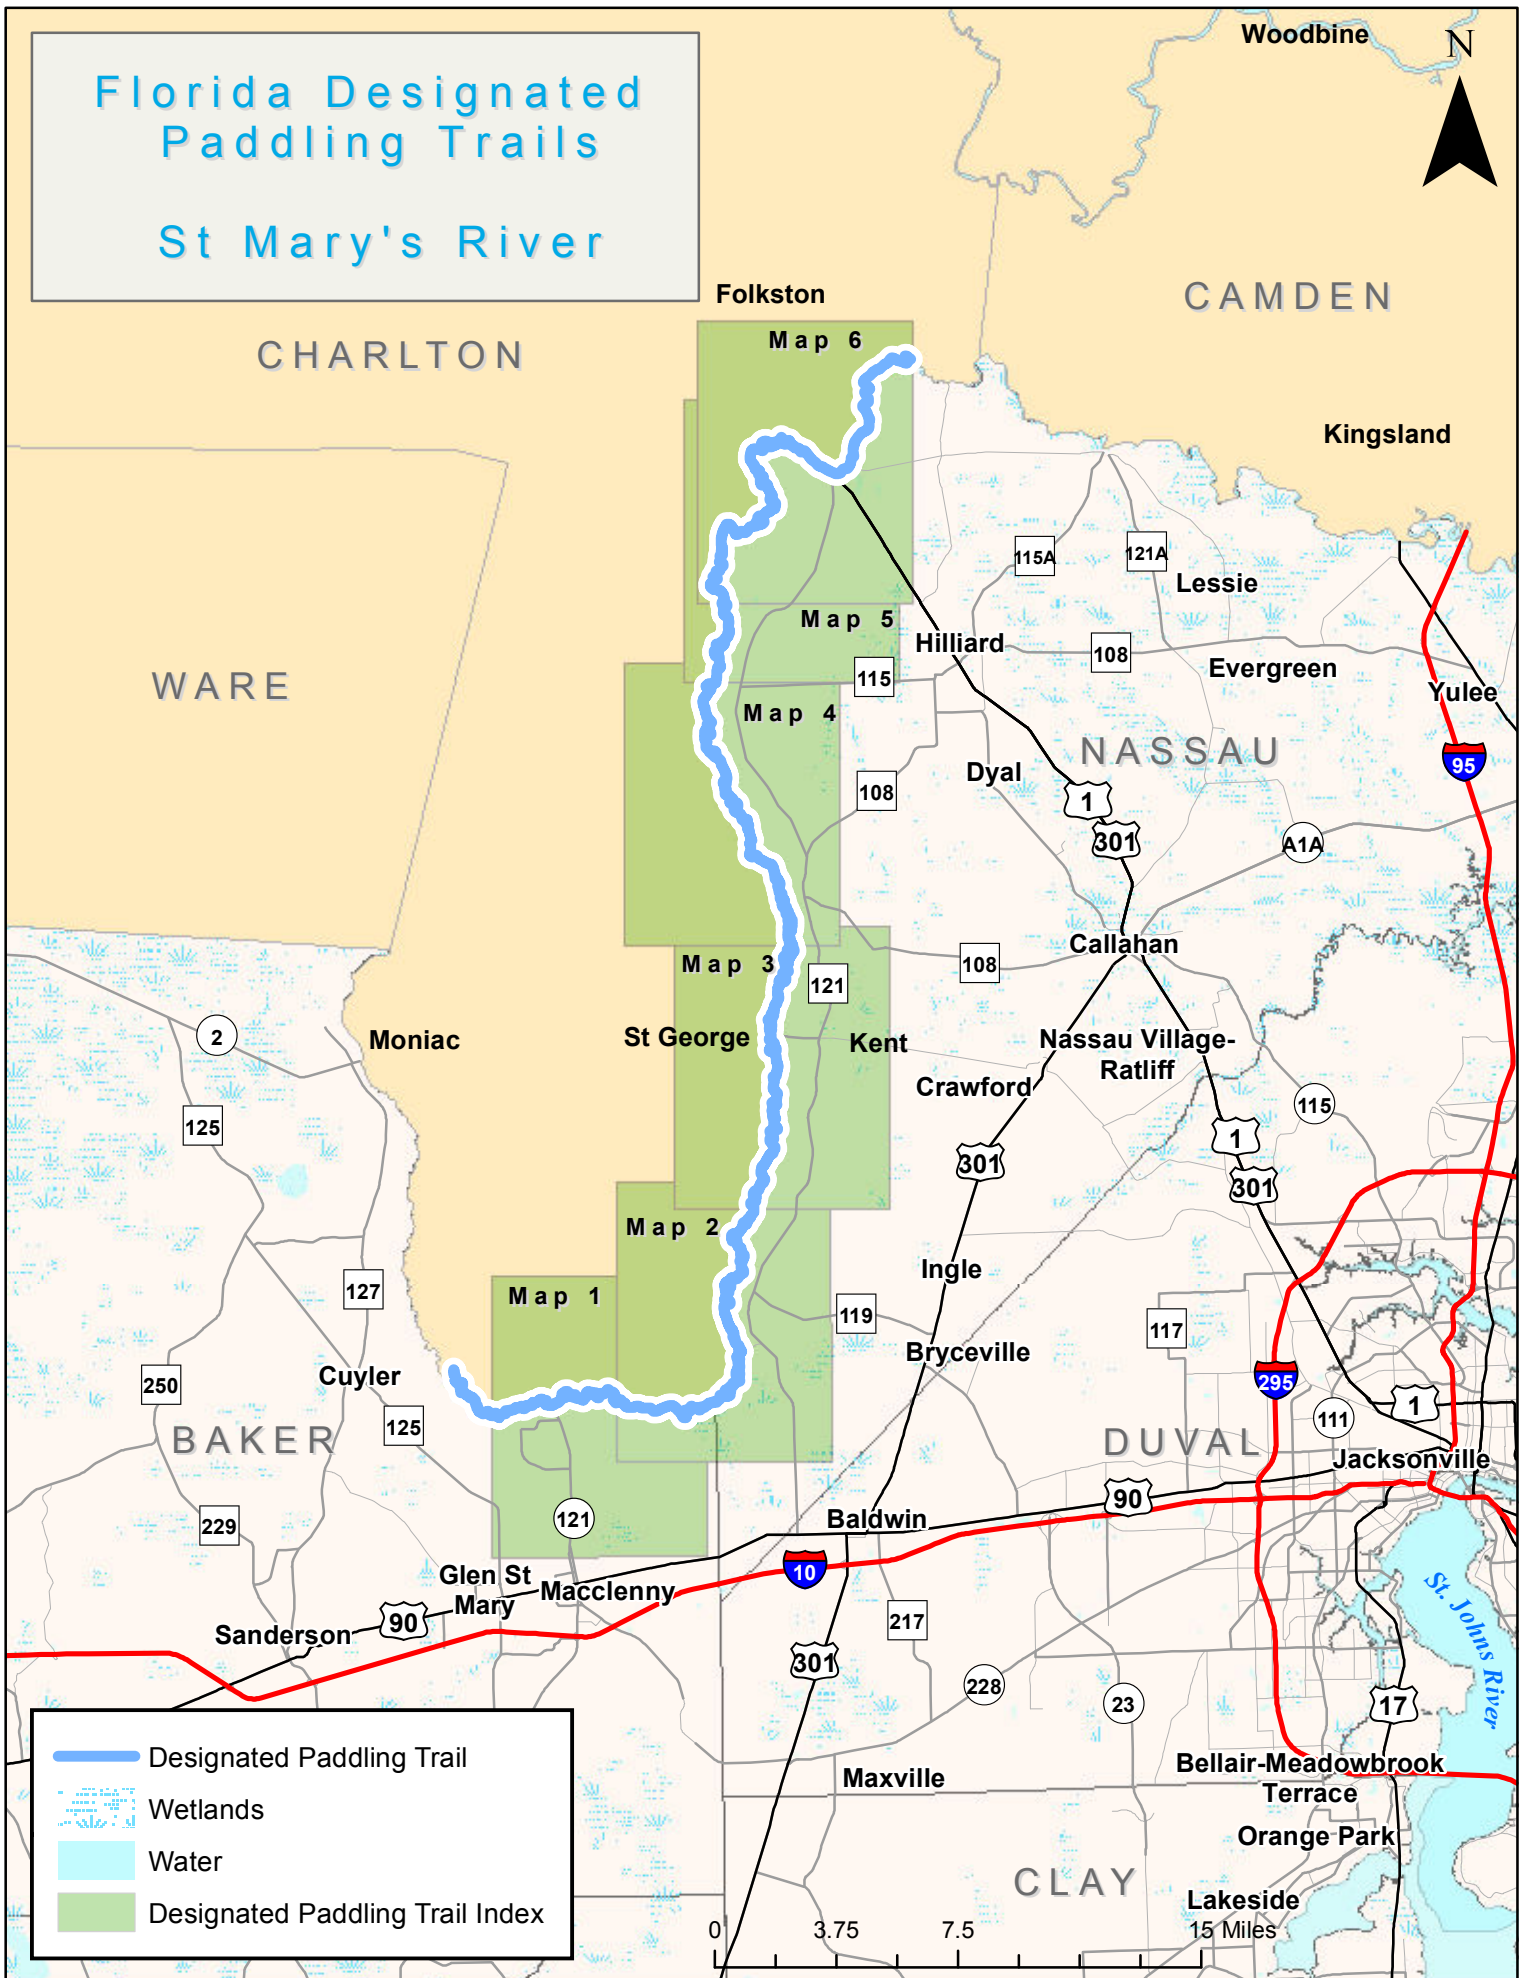 Florida Designated
Paddling Trails
St Mary's River
Woodbine
N
Folkston
CAMDEN
CHARLTON
Map 6
Kingsland
115A
121A
Lessie
Map 5
Hilliard
108
Evergreen
WARE
115
Yulee
Map 4
NASSAU
95
Dyal
108
1
301
A1A
Callahan
Map 3
108
121
2
Moniac
St George
Kent
Nassau Village-
Ratliff
Crawford
125
115
1
301
301
Map 2
Ingle
127
Map 1
119
117
Bryceville
Cuyler
250
295
125
111
1
BAKER
DUVAL
Jacksonville
90
229
121
Baldwin
10
Glen St
Mary
Macclenny
90
217
Sanderson
St. Johns River
301
228
23
17
Designated Paddling Trail
Bellair-Meadowbrook
Terrace
Maxville
Wetlands
Orange Park
Water
CLAY
Lakeside
Designated Paddling Trail Index
0 3.75 7.5 15 Miles